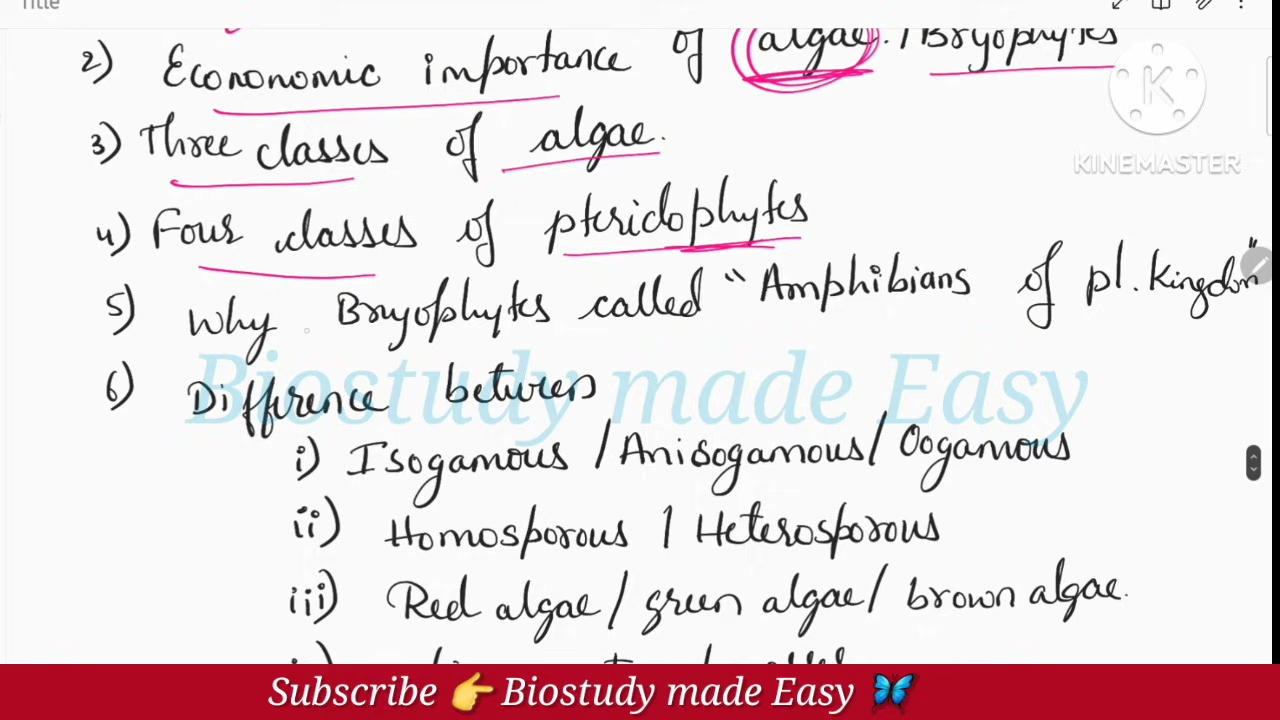 Title
2) Econonomic importance of algae. / Bryophytes
KINEMASTER
3) Three classes of algae.
4) Four classes of pteridophytes
5) Why Bryophytes called "Amphibians of pl. Kingdom"
Biostudy made Easy
6) Difference between
i) Isogamous / Anisogamous / Oogamous
ii) Homosporous / Heterosporous
iii) Red algae / green algae / brown algae.
Subscribe 👉 Biostudy made Easy 🦋